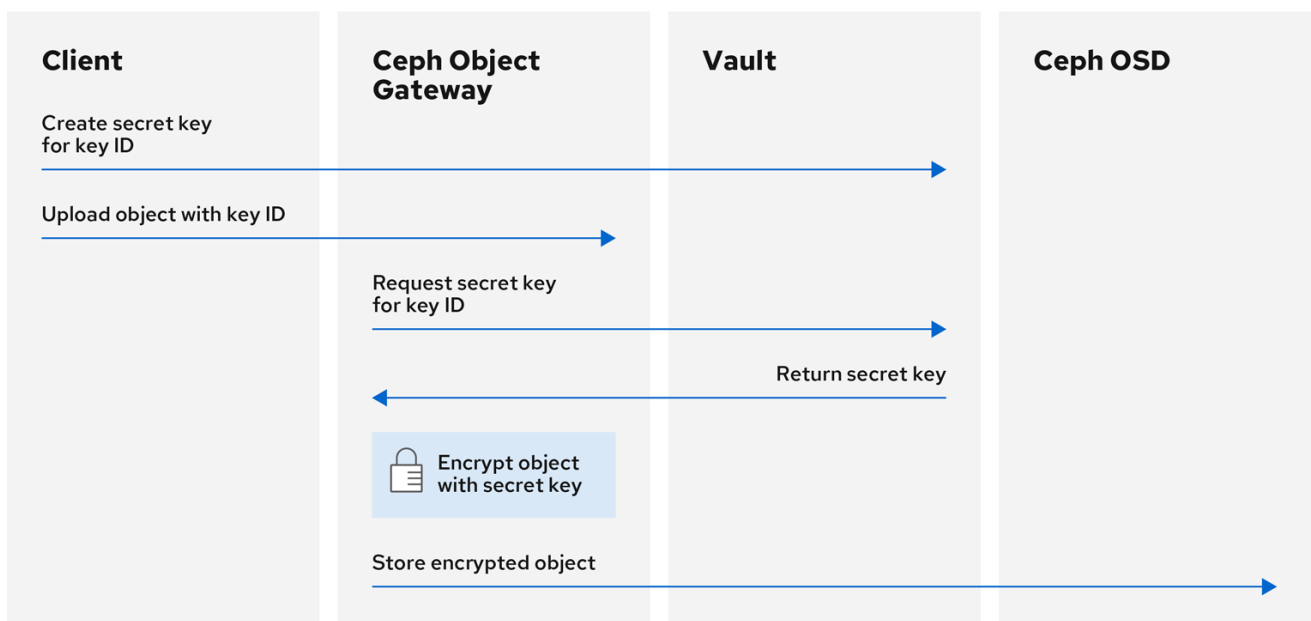 Client
Ceph Object
Gateway
Vault
Ceph OSD
Create secret key
for key ID
Upload object with key ID
Request secret key
for key ID
Return secret key
Encrypt object
with secret key
Store encrypted object